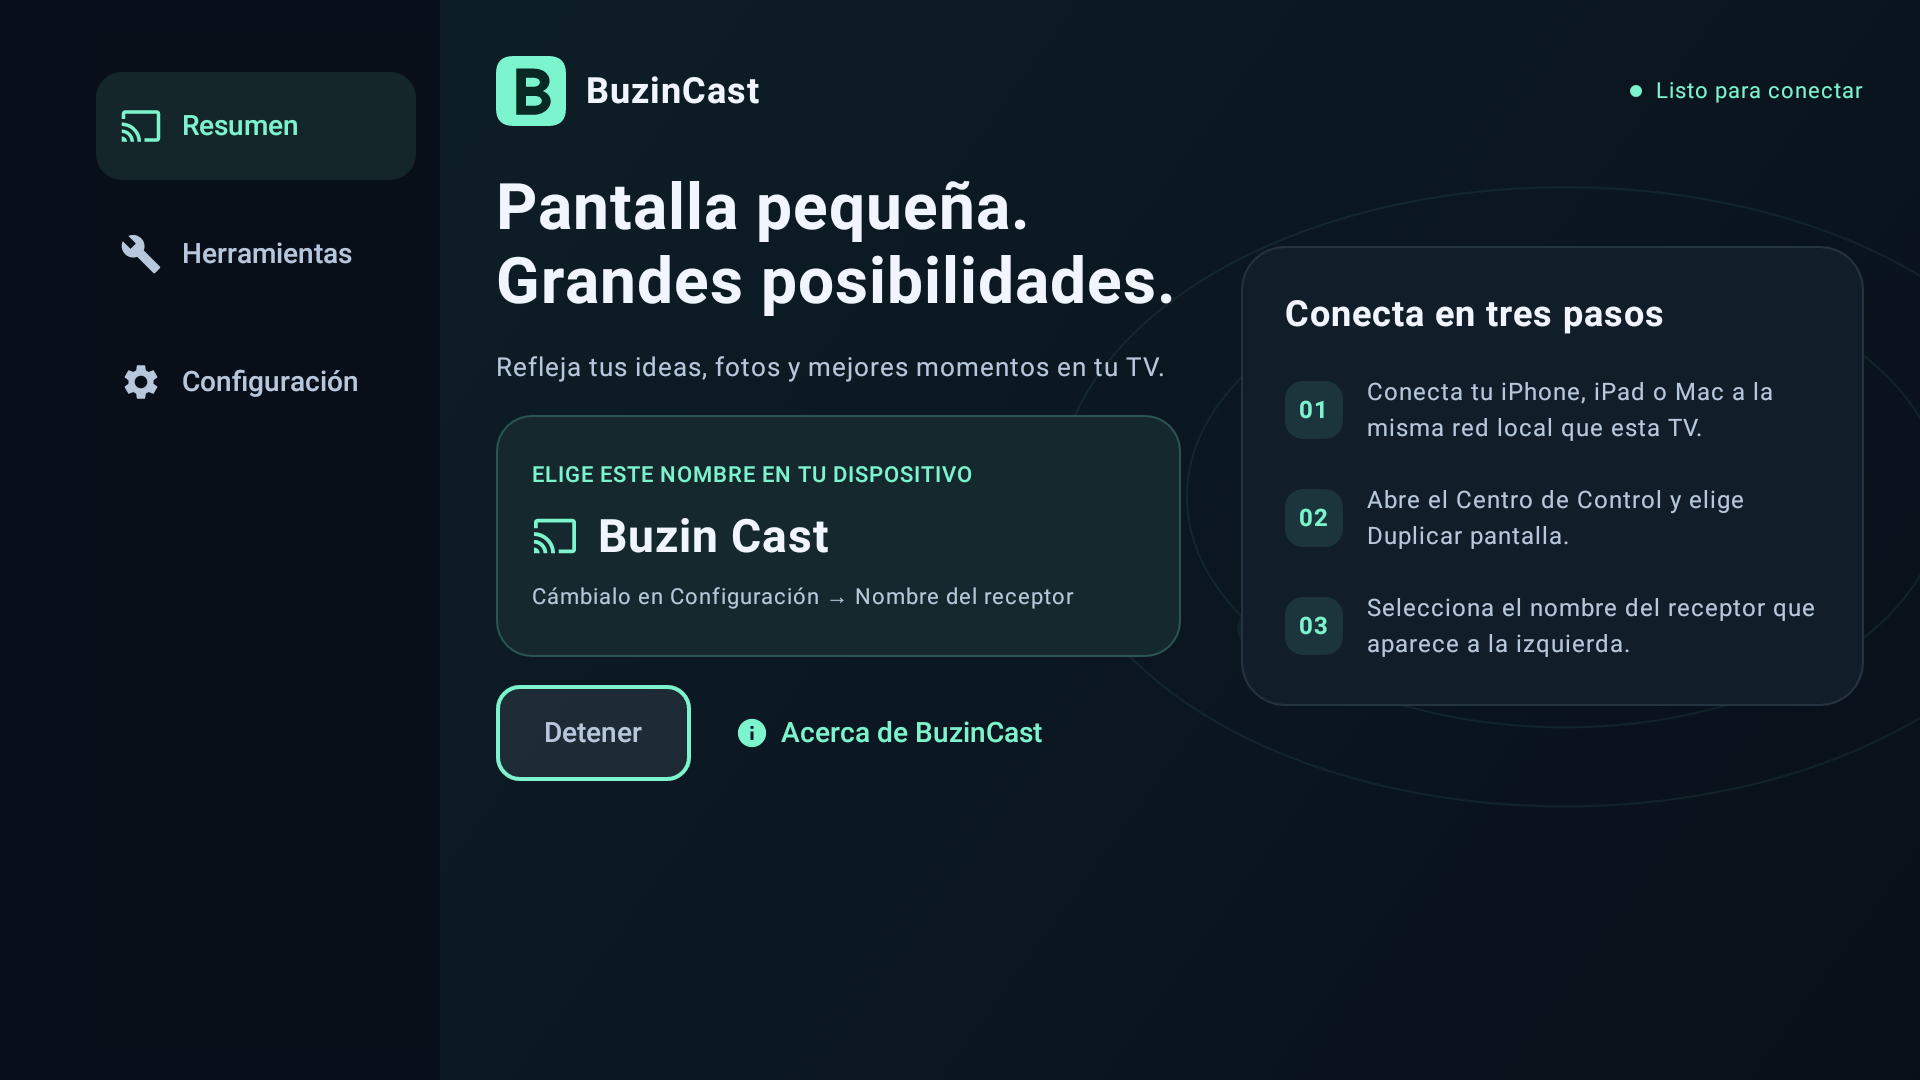 Resumen
Herramientas
Configuración
B BuzinCast
Listo para conectar
Pantalla pequeña.
Grandes posibilidades.
Refleja tus ideas, fotos y mejores momentos en tu TV.
ELIGE ESTE NOMBRE EN TU DISPOSITIVO
Buzin Cast
Cámbialo en Configuración → Nombre del receptor
Detener
Acerca de BuzinCast
Conecta en tres pasos
01
Conecta tu iPhone, iPad o Mac a la
misma red local que esta TV.
02
Abre el Centro de Control y elige
Duplicar pantalla.
03
Selecciona el nombre del receptor que
aparece a la izquierda.